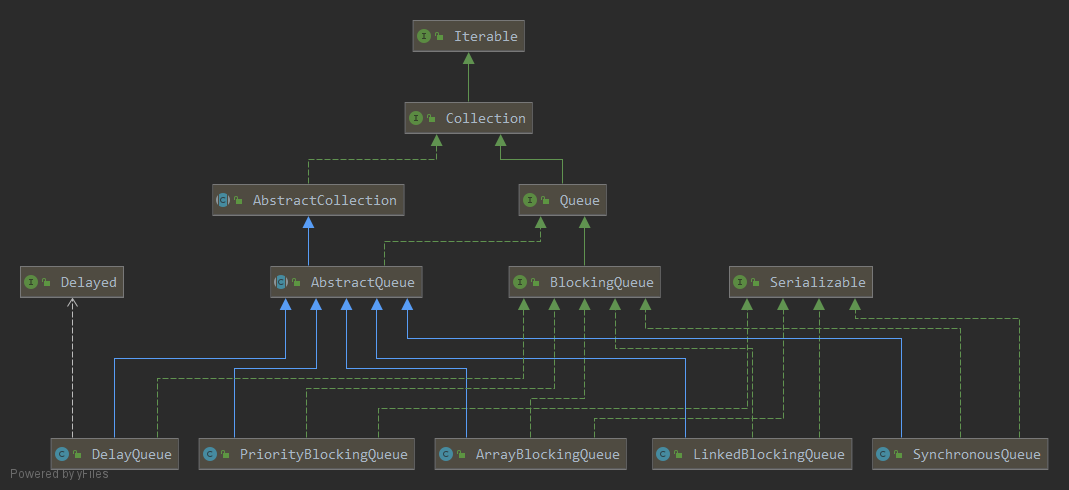 Iterable
Collection
AbstractCollection
Queue
Delayed
AbstractQueue
BlockingQueue
Serializable
DelayQueue
PriorityBlockingQueue
ArrayBlockingQueue
LinkedBlockingQueue
SynchronousQueue
Powered by yFiles